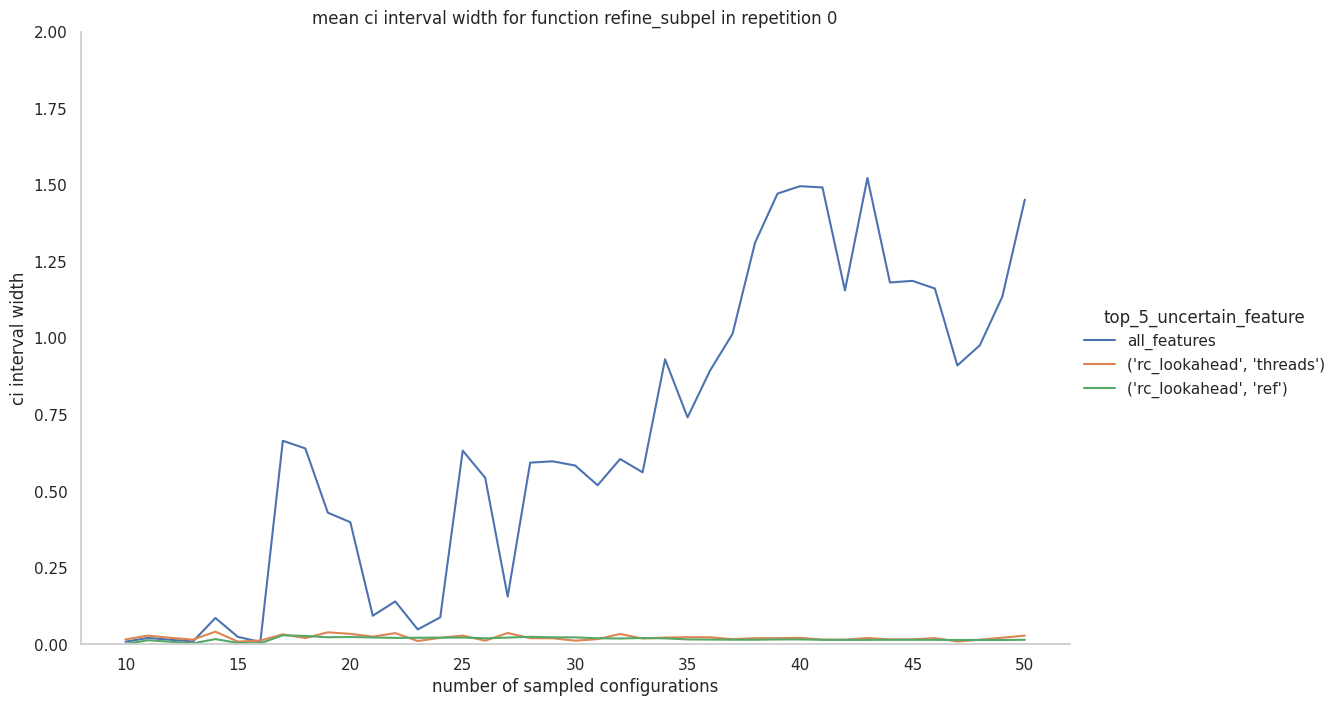 mean ci interval width for function refine_subpel in repetition 0
2.00
1.75
1.50
1.25
1.00
0.75
0.50
0.25
0.00
ci interval width
10 15 20 25 30 35 40 45 50
number of sampled configurations
top_5_uncertain_feature
all_features
('rc_lookahead', 'threads')
('rc_lookahead', 'ref')